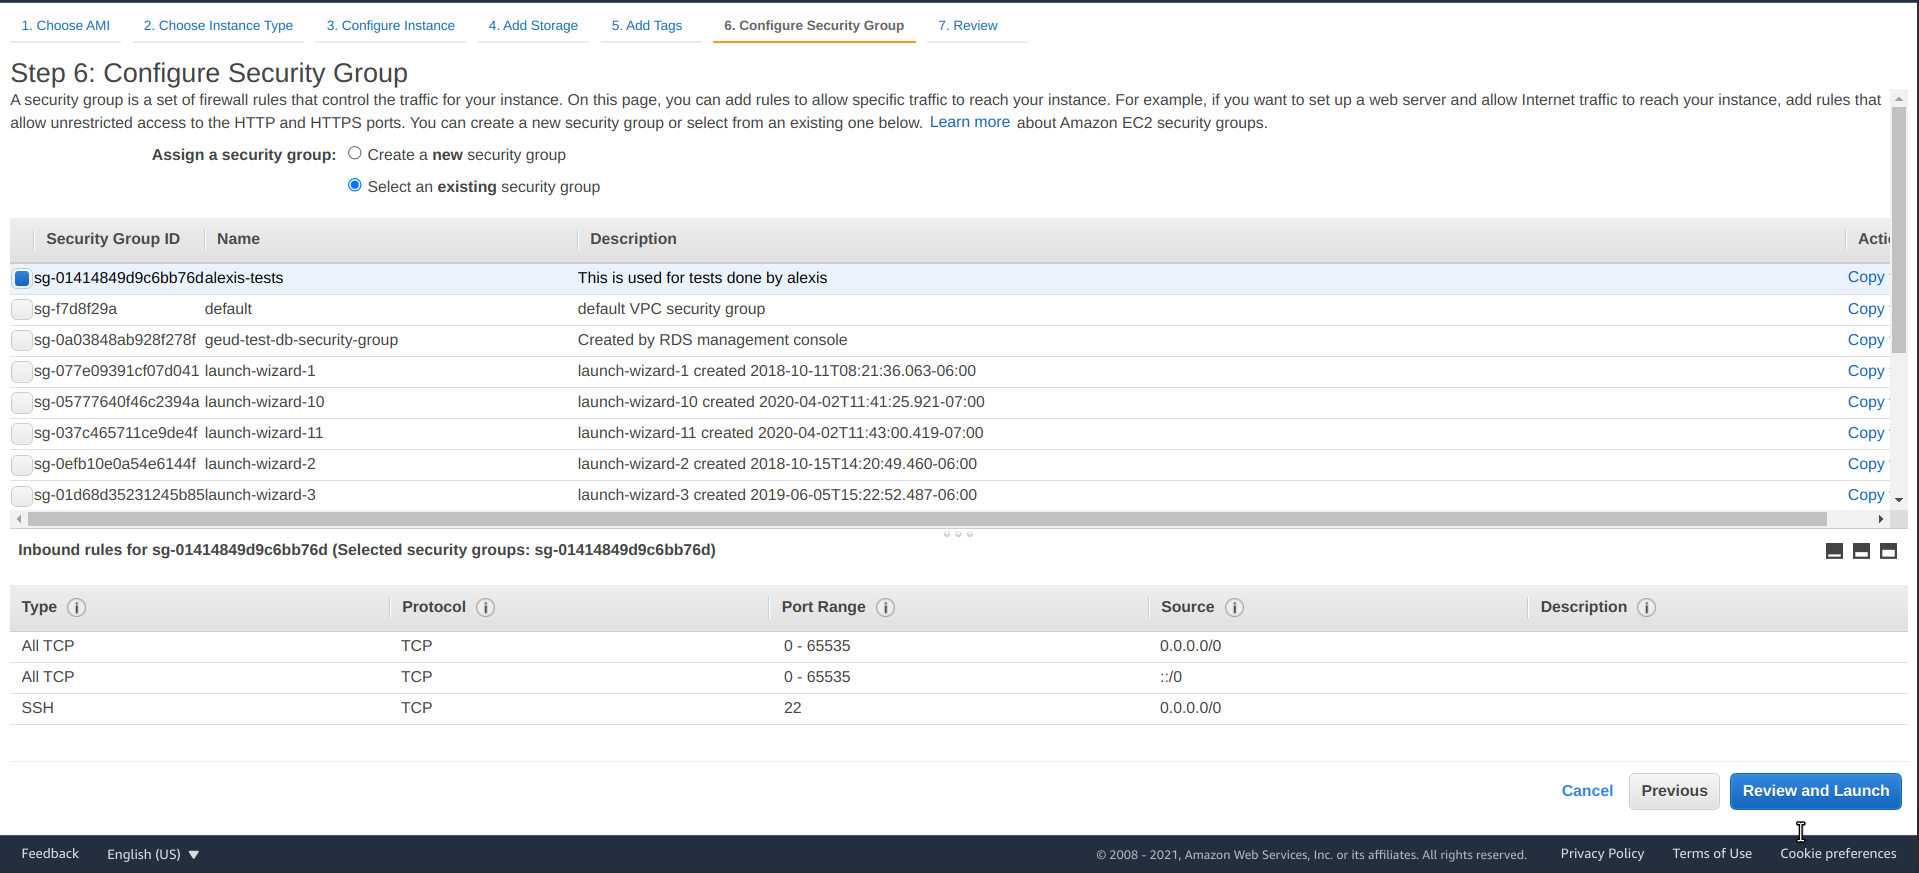 1. Choose AMI 2. Choose Instance Type 3. Configure Instance 4. Add Storage 5. Add Tags 6. Configure Security Group 7. Review
Step 6: Configure Security Group
A security group is a set of firewall rules that control the traffic for your instance. On this page, you can add rules to allow specific traffic to reach your instance. For example, if you want to set up a web server and allow Internet traffic to reach your instance, add rules that
allow unrestricted access to the HTTP and HTTPS ports. You can create a new security group or select from an existing one below. Learn more about Amazon EC2 security groups.
Assign a security group: Create a new security group
Select an existing security group
Security Group ID Name Description Acti
sg-01414849d9c6bb76d alexis-tests This is used for tests done by alexis Copy
sg-f7d8f29a default default VPC security group Copy
sg-0a03848ab928f278f geud-test-db-security-group Created by RDS management console Copy
sg-077e09391cf07d041 launch-wizard-1 launch-wizard-1 created 2018-10-11T08:21:36.063-06:00 Copy
sg-05777640f46c2394a launch-wizard-10 launch-wizard-10 created 2020-04-02T11:41:25.921-07:00 Copy
sg-037c465711ce9de4f launch-wizard-11 launch-wizard-11 created 2020-04-02T11:43:00.419-07:00 Copy
sg-0efb10e0a54e6144f launch-wizard-2 launch-wizard-2 created 2018-10-15T14:20:49.460-06:00 Copy
sg-01d68d35231245b85 launch-wizard-3 launch-wizard-3 created 2019-06-05T15:22:52.487-06:00 Copy
Inbound rules for sg-01414849d9c6bb76d (Selected security groups: sg-01414849d9c6bb76d)
Type i Protocol i Port Range i Source i Description i
All TCP TCP 0 - 65535 0.0.0.0/0
All TCP TCP 0 - 65535 ::/0
SSH TCP 22 0.0.0.0/0
Cancel Previous Review and Launch
Feedback English (US) © 2008 - 2021, Amazon Web Services, Inc. or its affiliates. All rights reserved. Privacy Policy Terms of Use Cookie preferences